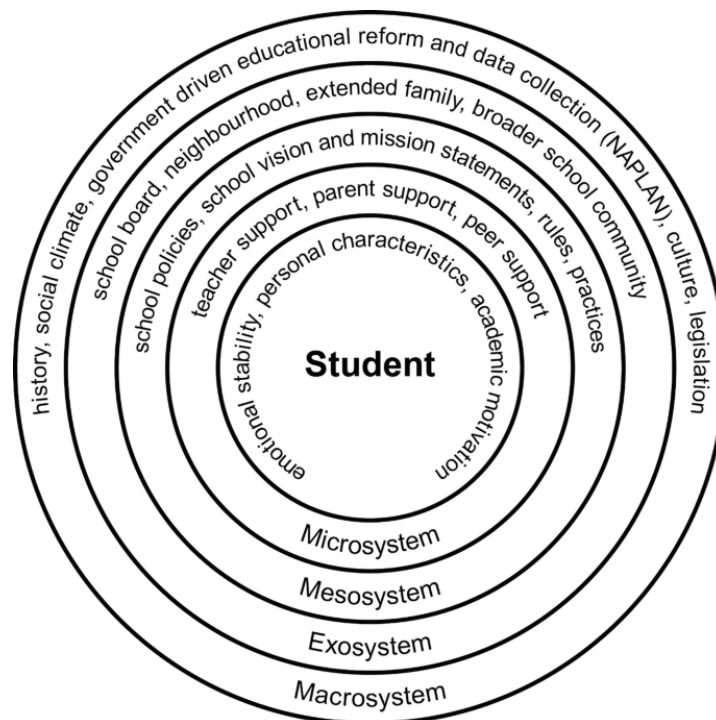 history, social climate, government driven educational reform and data collection (NAPLAN), culture, legislation
school board, neighbourhood, extended family, broader school community
school policies, school vision and mission statements, rules, practices
teacher support, parent support, peer support
emotional stability, personal characteristics, academic motivation
Student
Microsystem
Mesosystem
Exosystem
Macrosystem